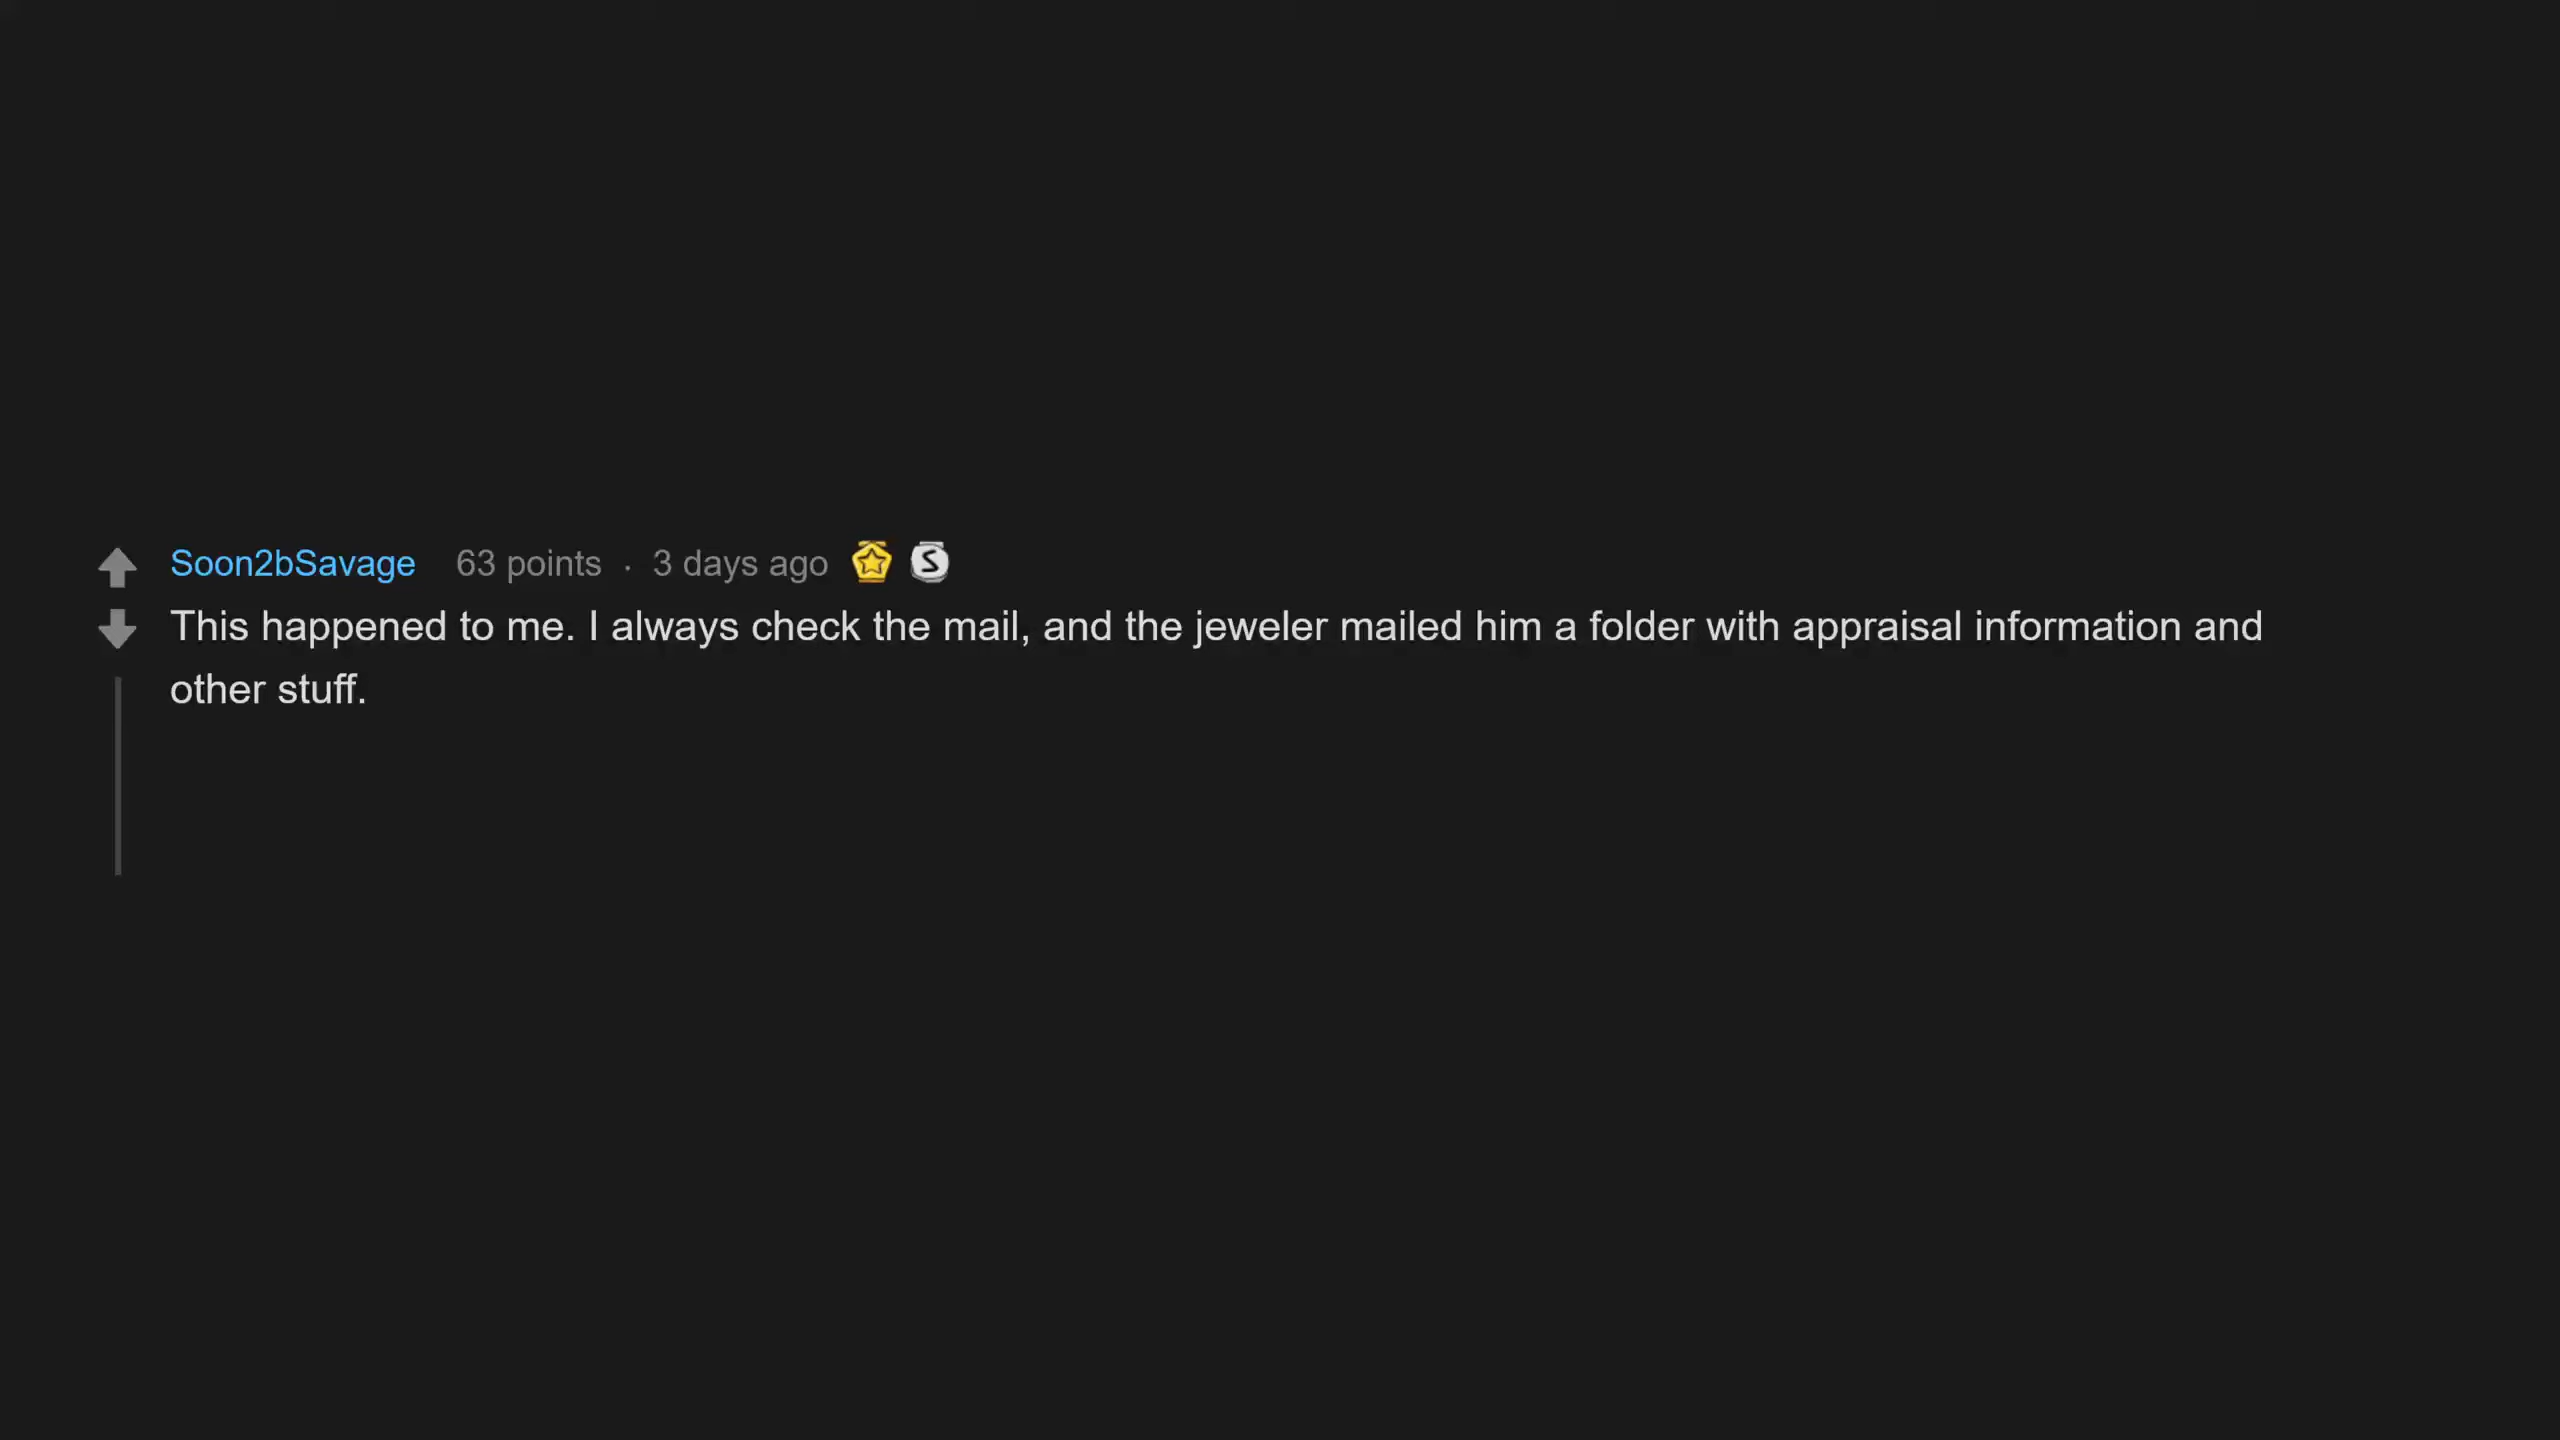 Soon2bSavage 63 points · 3 days ago S
This happened to me. I always check the mail, and the jeweler mailed him a folder with appraisal information and
other stuff.